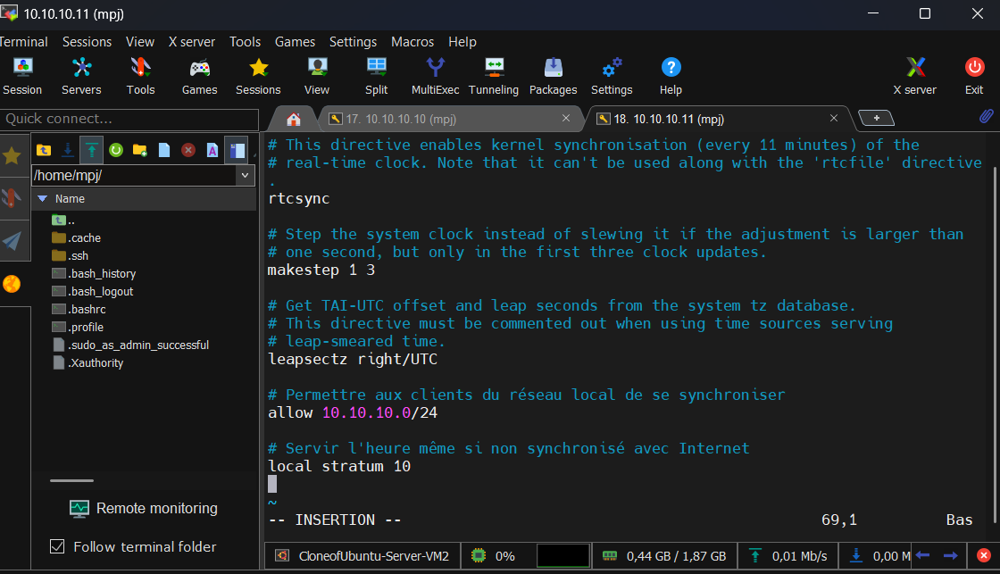 10.10.10.11 (mpj)
Terminal Sessions View X server Tools Games Settings Macros Help
Session Servers Tools Games Sessions View Split MultiExec Tunneling Packages Settings Help X server Exit
Quick connect...
17. 10.10.10.10 (mpj)
18. 10.10.10.11 (mpj)
/home/mpj/
Name
..
.cache
.ssh
.bash_history
.bash_logout
.bashrc
.profile
.sudo_as_admin_successful
.Xauthority
Remote monitoring
Follow terminal folder
# This directive enables kernel synchronisation (every 11 minutes) of the
# real-time clock. Note that it can't be used along with the 'rtcfile' directive
.
rtcsync
# Step the system clock instead of slewing it if the adjustment is larger than
# one second, but only in the first three clock updates.
makestep 1 3
# Get TAI-UTC offset and leap seconds from the system tz database.
# This directive must be commented out when using time sources serving
# leap-smeared time.
leapsectz right/UTC
# Permettre aux clients du réseau local de se synchroniser
allow 10.10.10.0/24
# Servir l'heure même si non synchronisé avec Internet
local stratum 10
~
-- INSERTION -- 69,1 Bas
CloneofUbuntu-Server-VM2 0% 0,44 GB / 1,87 GB 0,01 Mb/s 0,00 M